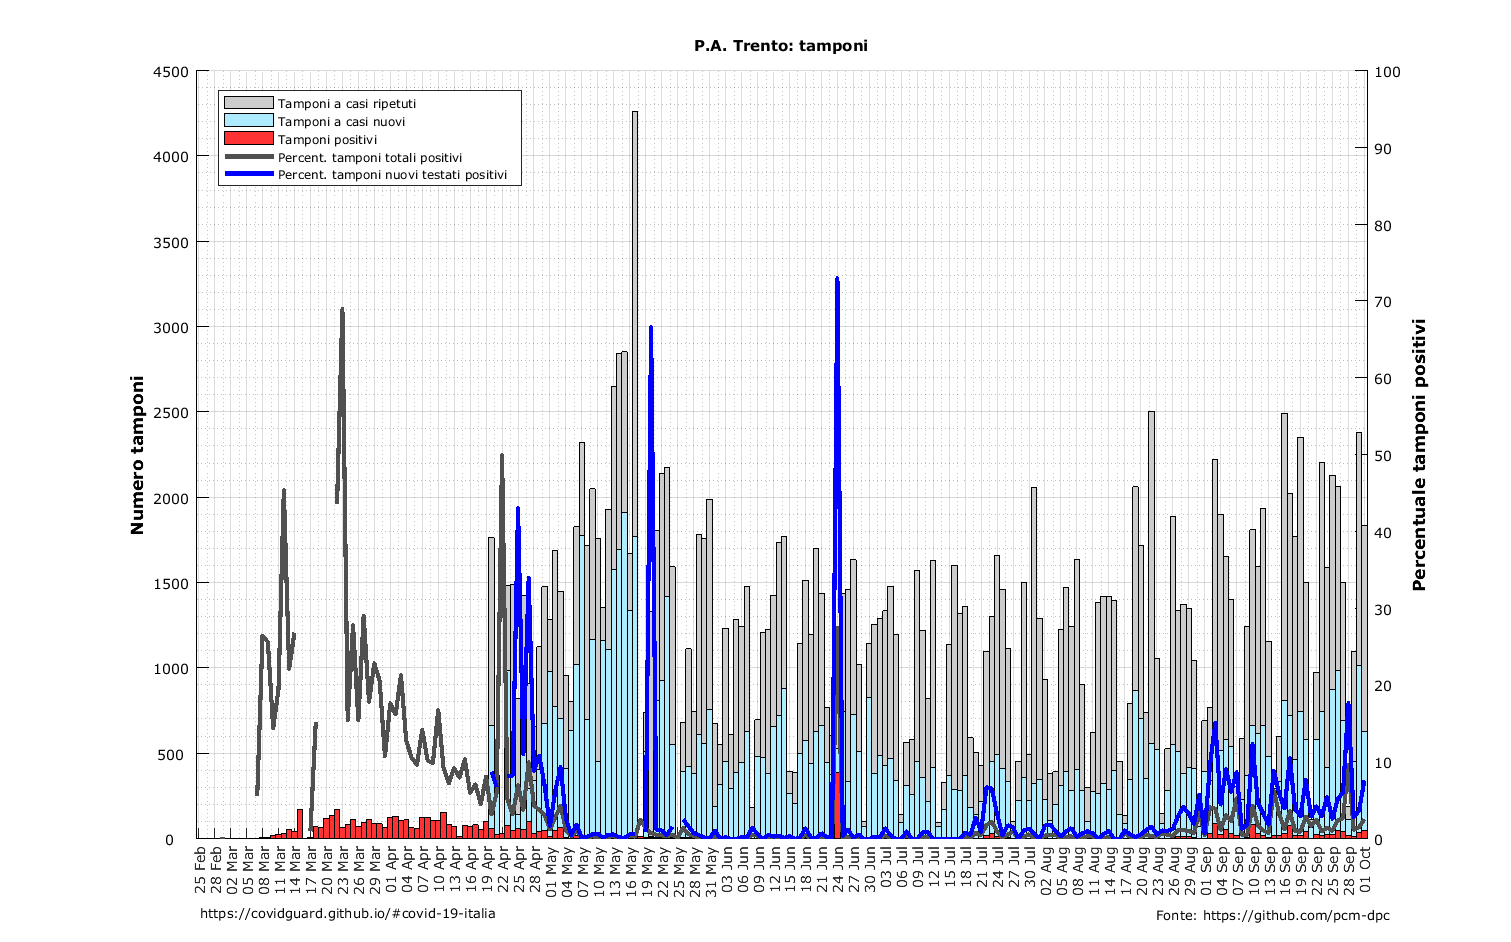 P.A. Trento: tamponi
Tamponi a casi ripetuti
Tamponi a casi nuovi
Tamponi positivi
Percent. tamponi totali positivi
Percent. tamponi nuovi testati positivi
Numero tamponi
4500
4000
3500
3000
2500
2000
1500
1000
500
0
Percentuale tamponi positivi
100
90
80
70
60
50
40
30
20
10
0
25 Feb
28 Feb
02 Mar
05 Mar
08 Mar
11 Mar
14 Mar
17 Mar
20 Mar
23 Mar
26 Mar
29 Mar
01 Apr
04 Apr
07 Apr
10 Apr
13 Apr
16 Apr
19 Apr
22 Apr
25 Apr
28 Apr
01 May
04 May
07 May
10 May
13 May
16 May
19 May
22 May
25 May
28 May
31 May
03 Jun
06 Jun
09 Jun
12 Jun
15 Jun
18 Jun
21 Jun
24 Jun
27 Jun
30 Jun
03 Jul
06 Jul
09 Jul
12 Jul
15 Jul
18 Jul
21 Jul
24 Jul
27 Jul
30 Jul
02 Aug
05 Aug
08 Aug
11 Aug
14 Aug
17 Aug
20 Aug
23 Aug
26 Aug
29 Aug
01 Sep
04 Sep
07 Sep
10 Sep
13 Sep
16 Sep
19 Sep
22 Sep
25 Sep
28 Sep
01 Oct
https://covidguard.github.io/#covid-19-italia
Fonte: https://github.com/pcm-dpc